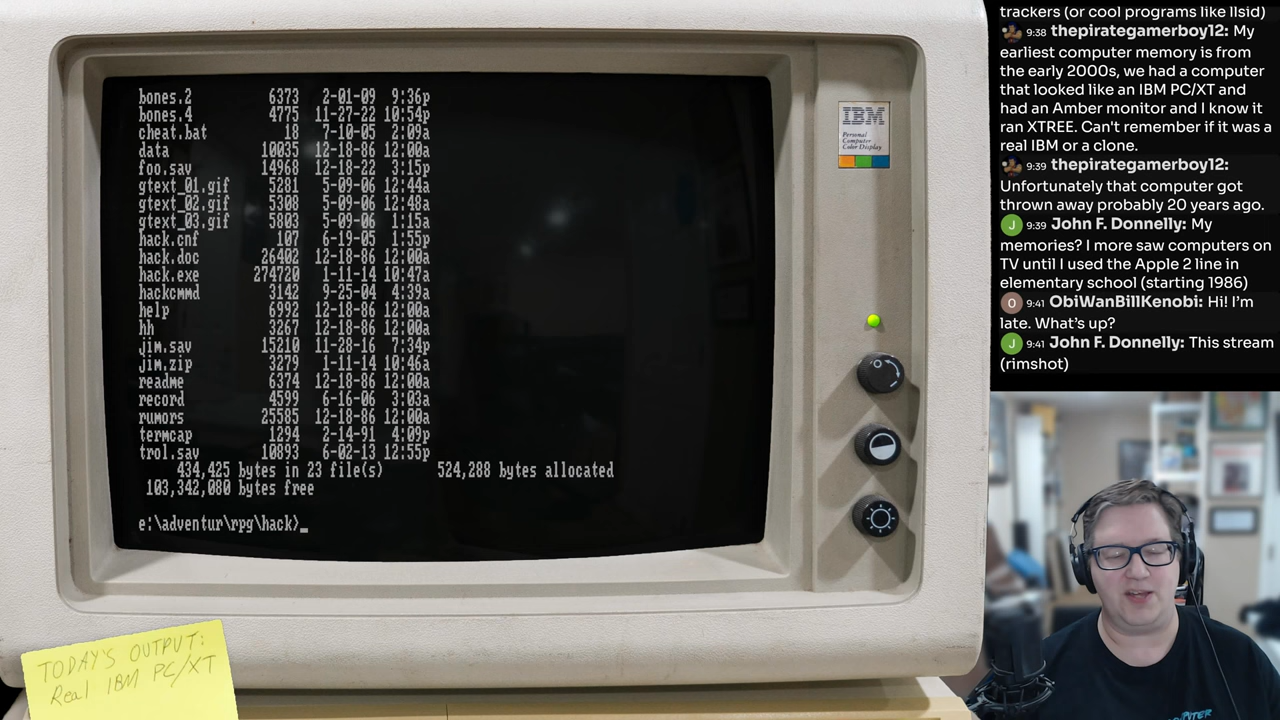 bones.2 6373 2-01-09 9:36p
bones.4 4775 11-27-22 10:54p
cheat.bat 18 7-10-05 2:09a
data 10035 12-18-86 12:00a
foo.sav 14968 12-18-22 3:15p
gtext_01.gif 5281 5-09-06 12:44a
gtext_02.gif 5308 5-09-06 12:48a
gtext_03.gif 5803 5-09-06 1:15a
hack.cnf 107 6-19-05 1:55p
hack.doc 26402 12-18-86 12:00a
hack.exe 274720 1-11-14 10:47a
hackcmmd 3142 9-25-04 4:39a
help 6992 12-18-86 12:00a
hh 3267 12-18-86 12:00a
jim.sav 15210 11-28-16 7:34p
jim.zip 3279 1-11-14 10:46a
readme 6374 12-18-86 12:00a
record 4599 6-16-06 3:03a
rumors 25585 12-18-86 12:00a
termcap 1294 2-14-91 4:09p
trol.sav 10893 6-02-13 12:55p
434,425 bytes in 23 file(s) 524,288 bytes allocated
103,342,080 bytes free
e:\adventur\rpg\hack>_
IBM
Personal
Computer
Color Display
TODAY'S OUTPUT:
Real IBM PC/XT
trackers (or cool programs like llsid)
9:38 thepirategamerboy12: My
earliest computer memory is from
the early 2000s, we had a computer
that looked like an IBM PC/XT and
had an Amber monitor and I know it
ran XTREE. Can't remember if it was a
real IBM or a clone.
9:39 thepirategamerboy12:
Unfortunately that computer got
thrown away probably 20 years ago.
J 9:39 John F. Donnelly: My
memories? I more saw computers on
TV until I used the Apple 2 line in
elementary school (starting 1986)
O 9:41 ObiWanBillKenobi: Hi! I'm
late. What's up?
J 9:41 John F. Donnelly: This stream
(rimshot)